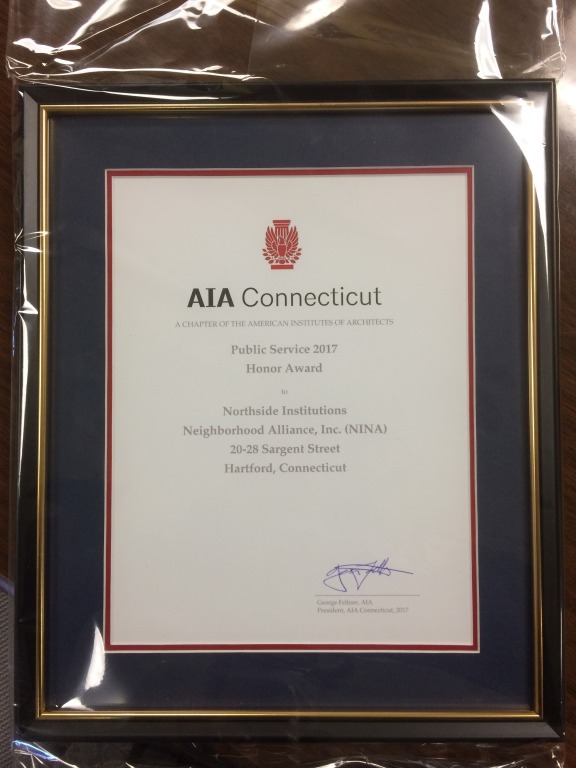 AIA Connecticut
A CHAPTER OF THE AMERICAN INSTITUTES OF ARCHITECTS
Public Service 2017
Honor Award
to
Northside Institutions
Neighborhood Alliance, Inc. (NINA)
20-28 Sargent Street
Hartford, Connecticut
George Fellner, AIA
President, AIA Connecticut, 2017